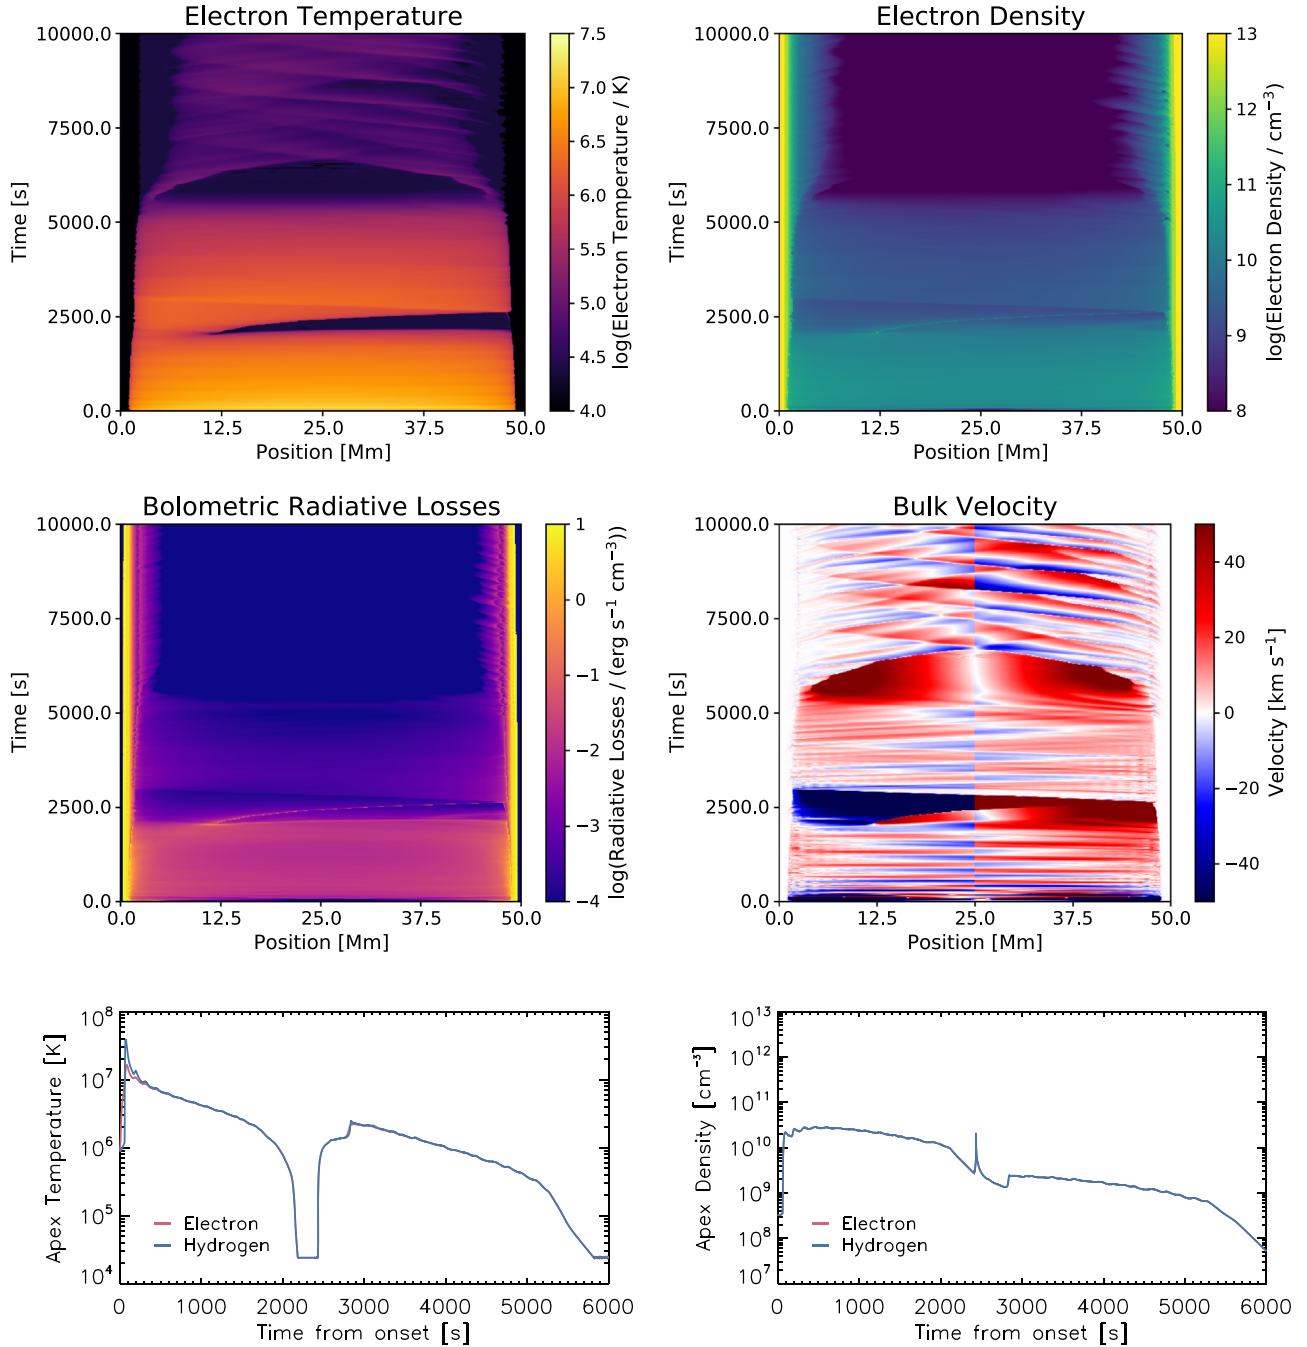 Electron Temperature
10000.0
7500.0
5000.0
2500.0
0.0
Time [s]
0.0 12.5 25.0 37.5 50.0
Position [Mm]
7.5
7.0
6.5
6.0
5.5
5.0
4.5
4.0
log(Electron Temperature / K)
Electron Density
10000.0
7500.0
5000.0
2500.0
0.0
Time [s]
0.0 12.5 25.0 37.5 50.0
Position [Mm]
13
12
11
10
9
8
log(Electron Density / cm⁻³)
Bolometric Radiative Losses
10000.0
7500.0
5000.0
2500.0
0.0
Time [s]
0.0 12.5 25.0 37.5 50.0
Position [Mm]
1
0
−1
−2
−3
−4
log(Radiative Losses / (erg s⁻¹ cm⁻³))
Bulk Velocity
10000.0
7500.0
5000.0
2500.0
0.0
Time [s]
0.0 12.5 25.0 37.5 50.0
Position [Mm]
40
20
0
−20
−40
Velocity [km s⁻¹]
10⁸
10⁷
10⁶
10⁵
10⁴
Apex Temperature [K]
Electron
Hydrogen
0 1000 2000 3000 4000 5000 6000
Time from onset [s]
10¹³
10¹²
10¹¹
10¹⁰
10⁹
10⁸
10⁷
Apex Density [cm⁻³]
Electron
Hydrogen
0 1000 2000 3000 4000 5000 6000
Time from onset [s]